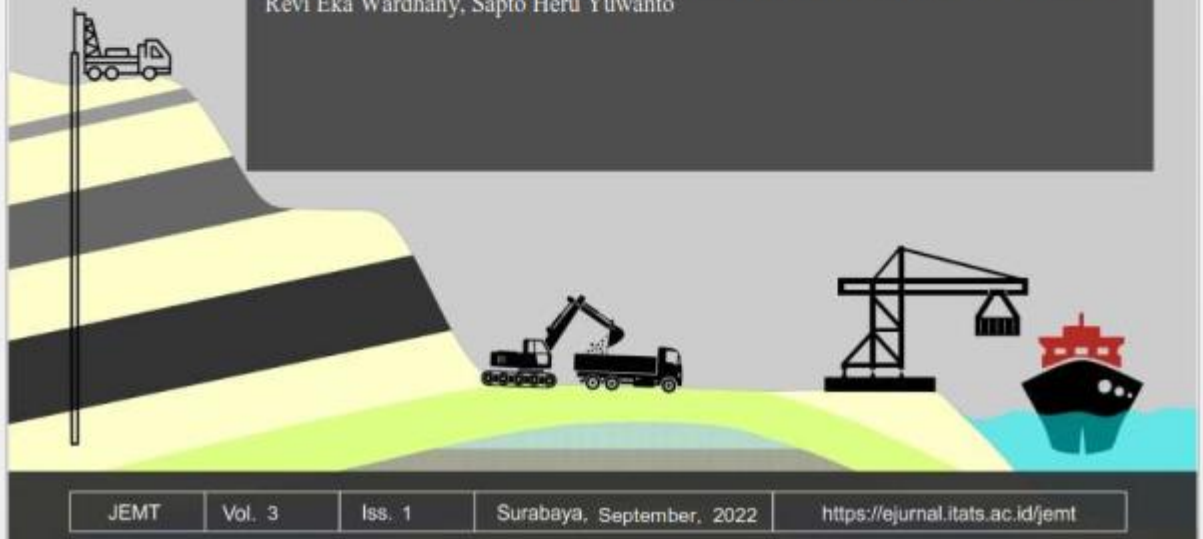 Revi Eka Wardhany, Sapto Heru Yuwanto
JEMT Vol. 3 Iss. 1 Surabaya, September, 2022 https://ejurnal.itats.ac.id/jemt